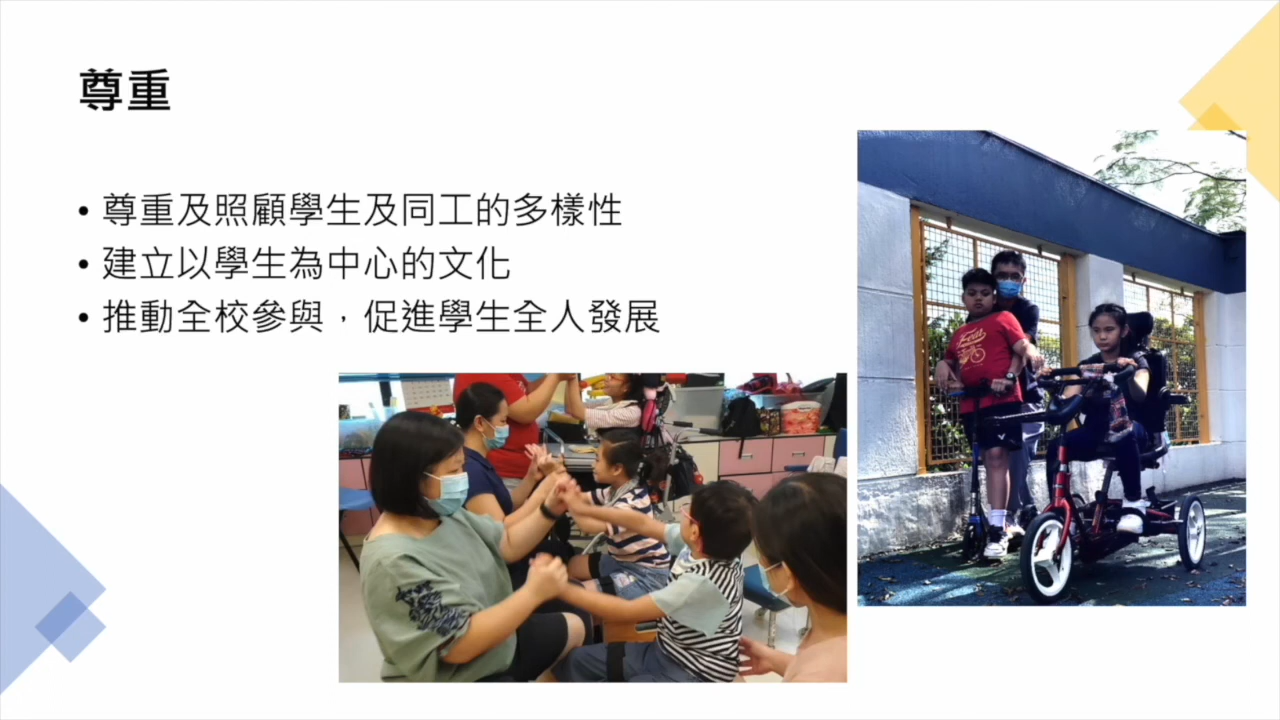 尊重
• 尊重及照顧學生及同工的多樣性
• 建立以學生為中心的文化
• 推動全校參與，促進學生全人發展